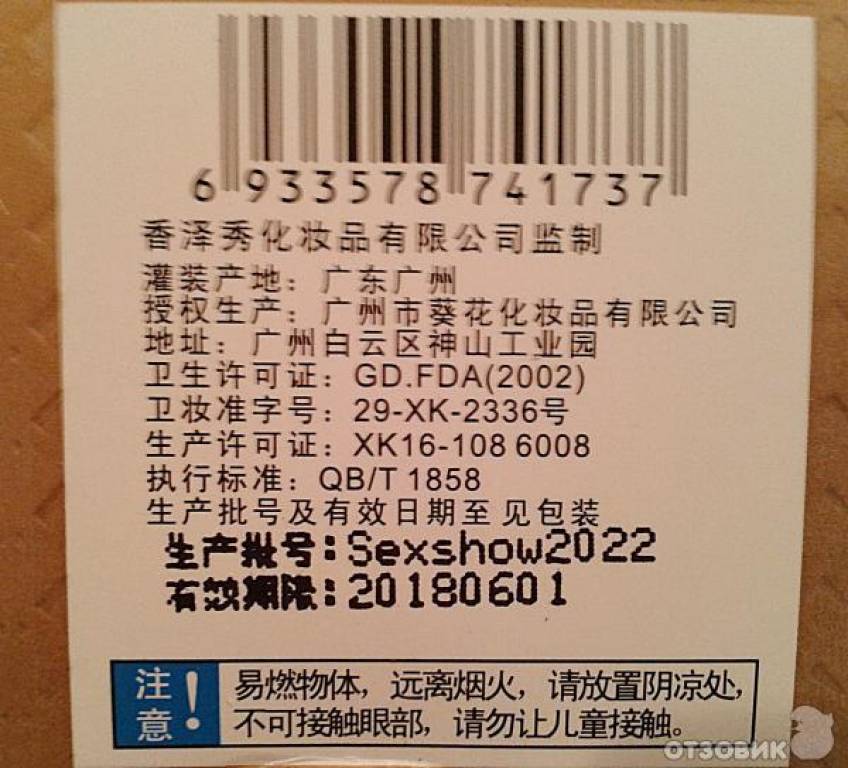 6 933578 741737
香泽秀化妆品有限公司监制
灌装产地：广东广州
授权生产：广州市葵花化妆品有限公司
地址：广州白云区神山工业园
卫生许可证：GD.FDA(2002)
卫妆准字号：29-XK-2336号
生产许可证：XK16-108 6008
执行标准：QB/T 1858
生产批号及有效日期至见包装
生产批号:Sexshow2022
有效期限:20180601
注意！
易燃物体，远离烟火，请放置阴凉处，
不可接触眼部，请勿让儿童接触。
ОТЗОВИК